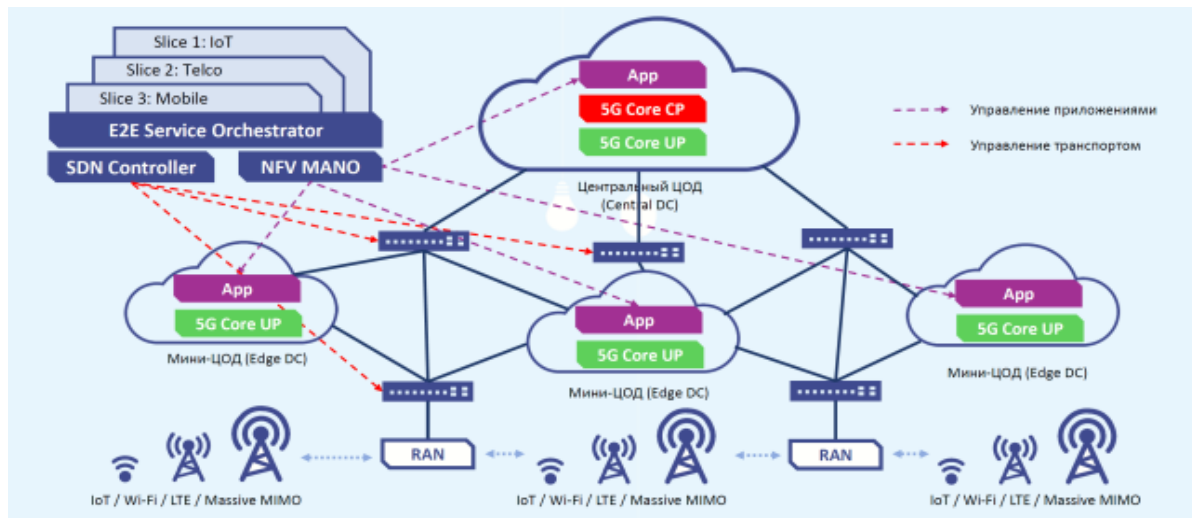 Slice 1: IoT
Slice 2: Telco
Slice 3: Mobile
E2E Service Orchestrator
SDN Controller
NFV MANO
App
5G Core CP
5G Core UP
Центральный ЦОД
(Central DC)
Управление приложениями
Управление транспортом
App
5G Core UP
Мини-ЦОД (Edge DC)
App
5G Core UP
Мини-ЦОД (Edge DC)
App
5G Core UP
Мини-ЦОД (Edge DC)
RAN
RAN
IoT / Wi-Fi / LTE / Massive MIMO
IoT / Wi-Fi / LTE / Massive MIMO
IoT / Wi-Fi / LTE / Massive MIMO